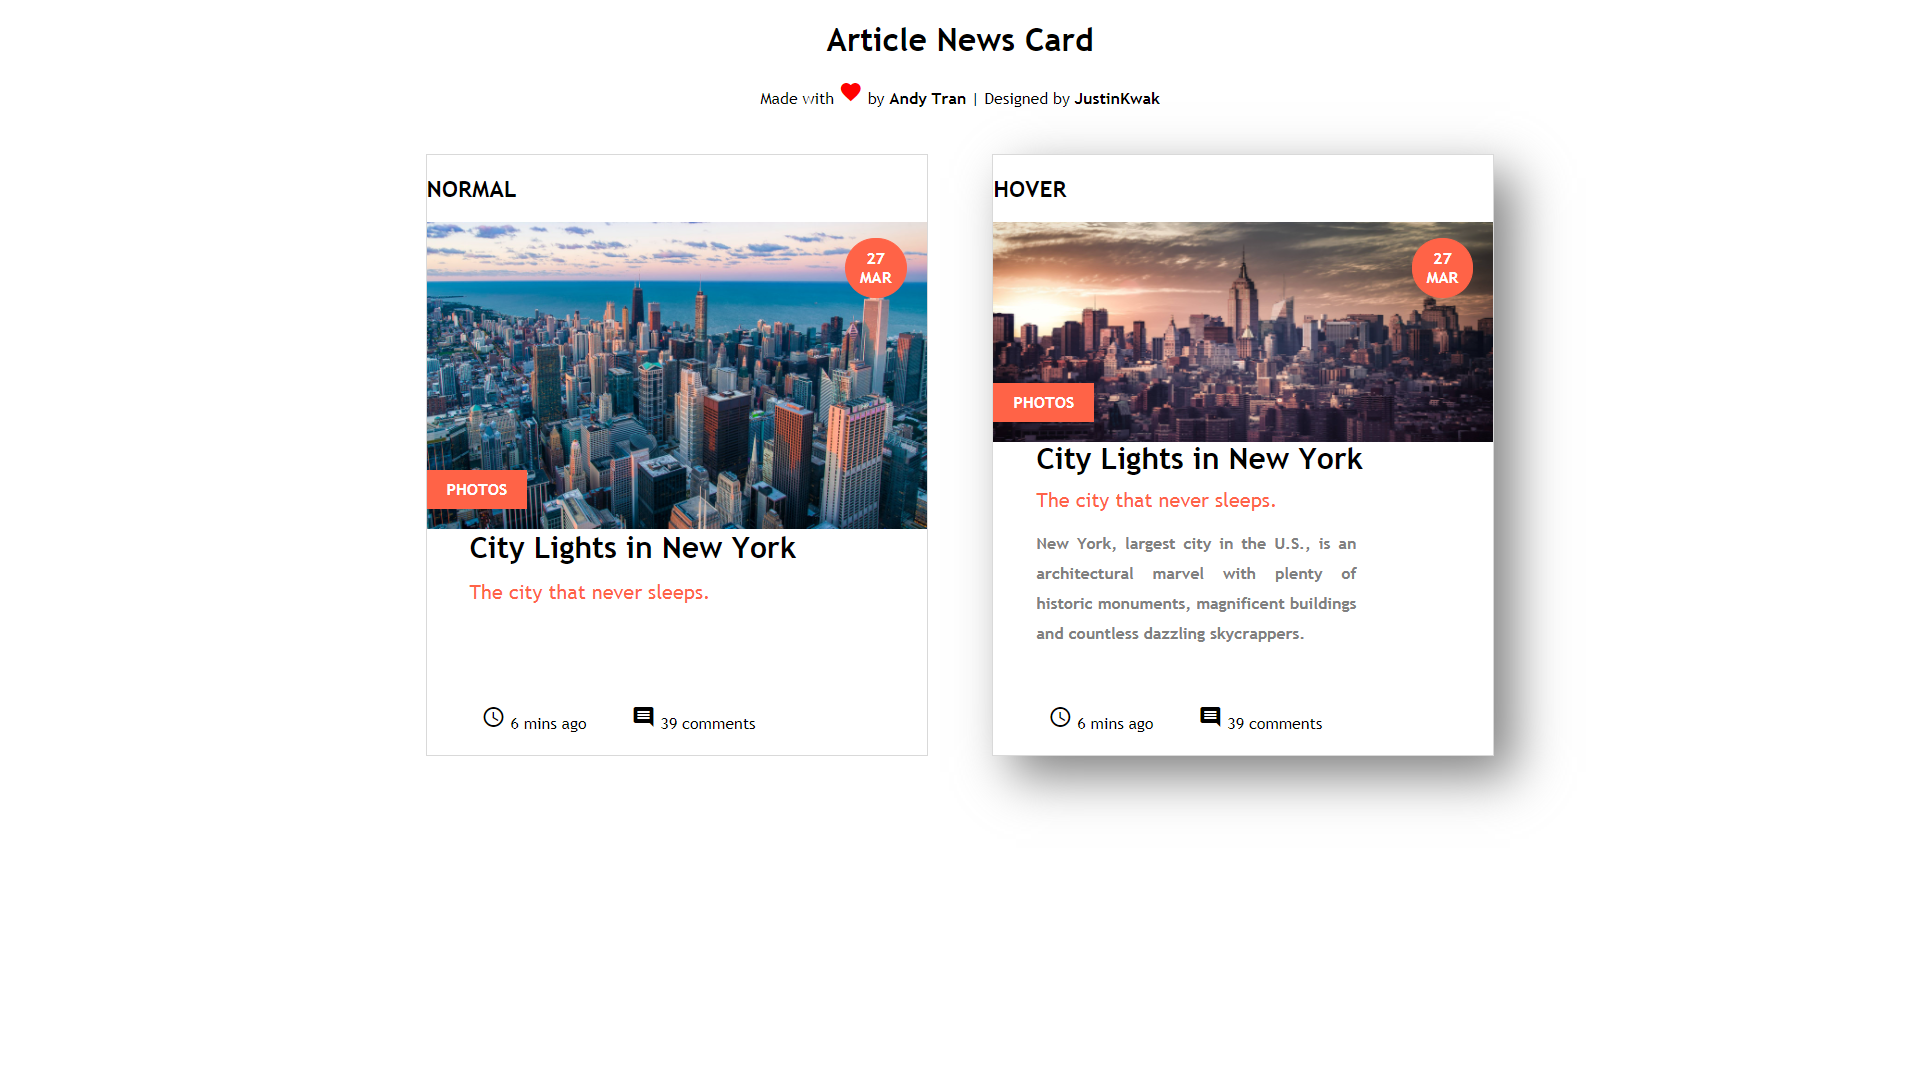 Article News Card
Made with by Andy Tran | Designed by JustinKwak
NORMAL
27
MAR
PHOTOS
City Lights in New York
The city that never sleeps.
6 mins ago 39 comments
HOVER
27
MAR
PHOTOS
City Lights in New York
The city that never sleeps.
New York, largest city in the U.S., is an
architectural marvel with plenty of
historic monuments, magnificent buildings
and countless dazzling skycrappers.
6 mins ago 39 comments